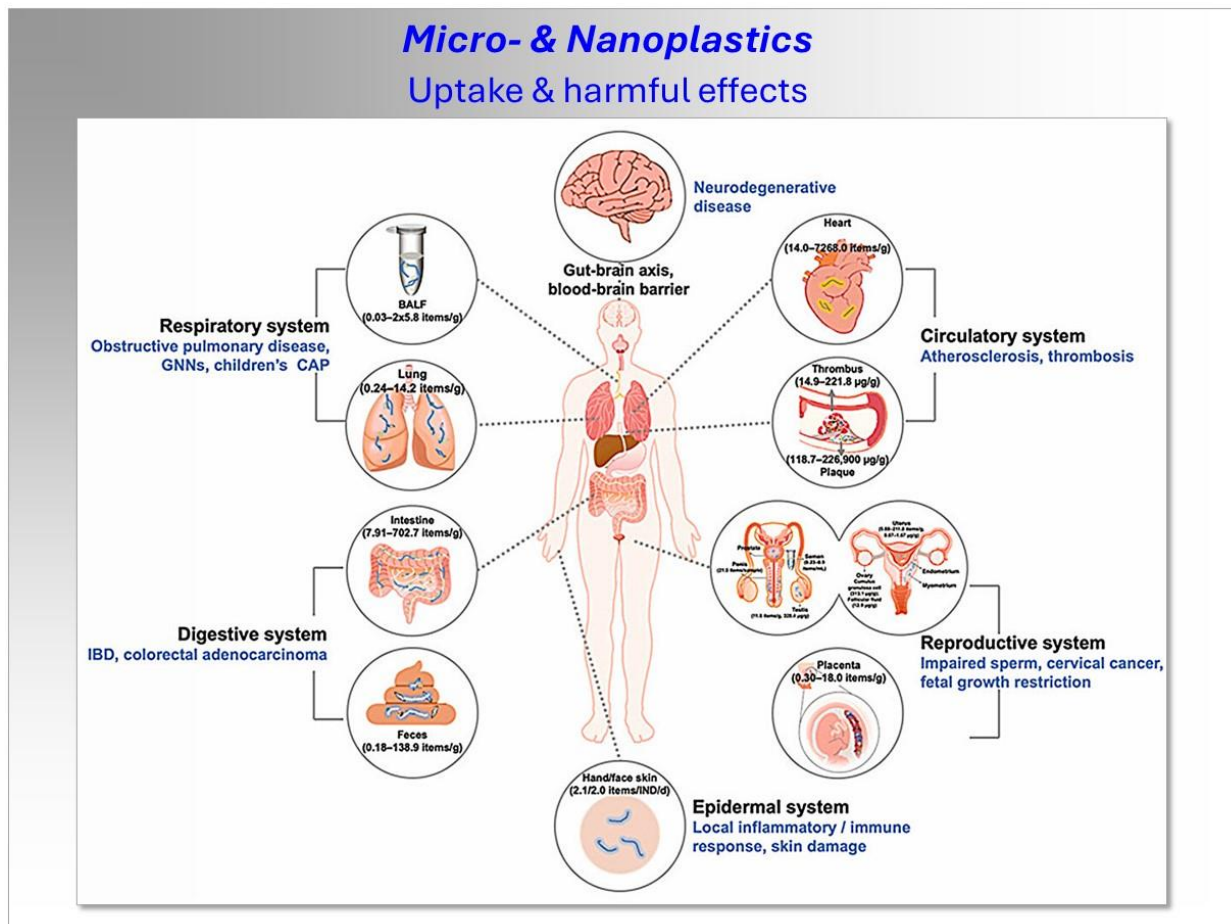 Micro- & Nanoplastics
Uptake & harmful effects
Neurodegenerative
disease
Gut-brain axis,
blood-brain barrier
BALF
(0.03–2x5.8 items/g)
Respiratory system
Obstructive pulmonary disease,
GNNs, children's CAP
Lung
(0.24–14.2 items/g)
Heart
(14.0–7268.0 items/g)
Circulatory system
Atherosclerosis, thrombosis
Thrombus
(14.9–221.8 µg/g)
(118.7–226,900 µg/g)
Plaque
Intestine
(7.91–702.7 items/g)
Digestive system
IBD, colorectal adenocarcinoma
Feces
(0.18–138.9 items/g)
Prostate
Penis
Semen
Testis
Uterus
Ovary
Cumulus
granulosa cell
Follicular fluid
Endometrium
Myometrium
Reproductive system
Impaired sperm, cervical cancer,
fetal growth restriction
Placenta
(0.30–18.0 items/g)
Hand/face skin
(2.1/2.0 items/IND/d)
Epidermal system
Local inflammatory / immune
response, skin damage